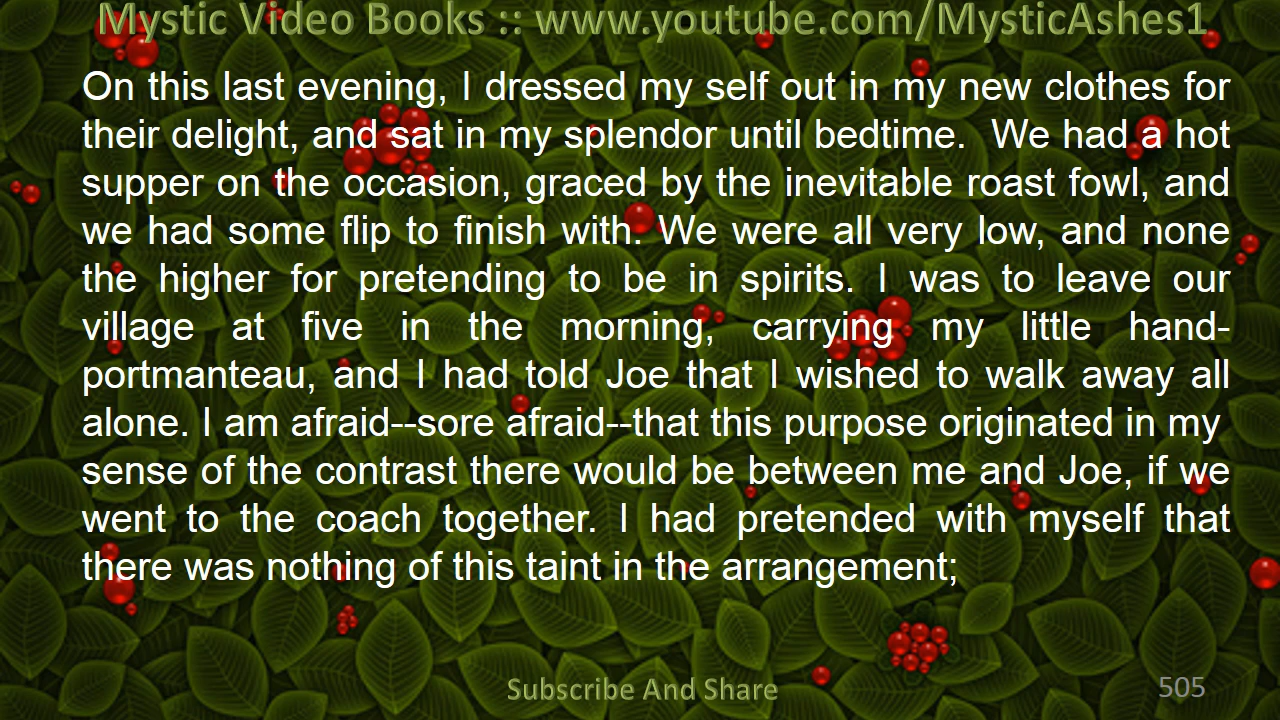 Mystic Video Books :: www.youtube.com/MysticAshes1
On this last evening, I dressed my self out in my new clothes for
their delight, and sat in my splendor until bedtime. We had a hot
supper on the occasion, graced by the inevitable roast fowl, and
we had some flip to finish with. We were all very low, and none
the higher for pretending to be in spirits. I was to leave our
village at five in the morning, carrying my little hand-
portmanteau, and I had told Joe that I wished to walk away all
alone. I am afraid--sore afraid--that this purpose originated in my
sense of the contrast there would be between me and Joe, if we
went to the coach together. I had pretended with myself that
there was nothing of this taint in the arrangement;
Subscribe And Share
505